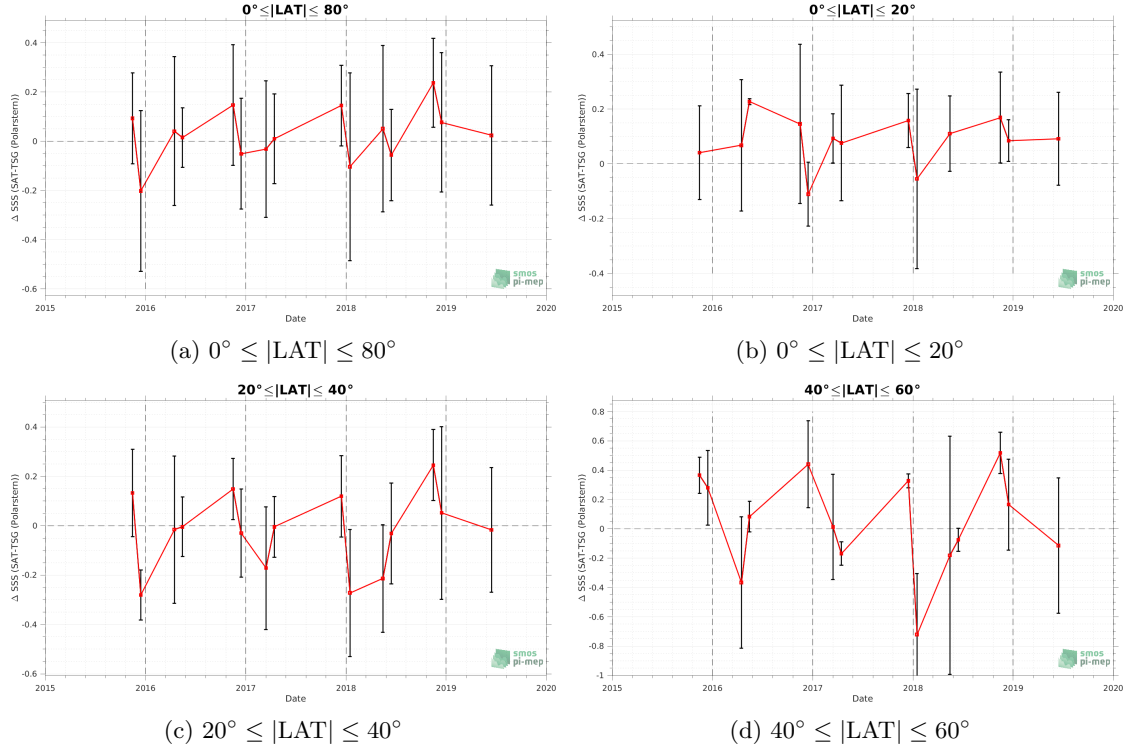 0°≤|LAT|≤ 80°
Δ SSS (SAT-TSG (Polarstern))
0.4
0.2
0
-0.2
-0.4
-0.6
2015 2016 2017 2018 2019 2020
Date
smos
pi-mep
(a) 0° ≤ |LAT| ≤ 80°
0°≤|LAT|≤ 20°
Δ SSS (SAT-TSG (Polarstern))
0.4
0.2
0
-0.2
-0.4
2015 2016 2017 2018 2019 2020
Date
smos
pi-mep
(b) 0° ≤ |LAT| ≤ 20°
20°≤|LAT|≤ 40°
Δ SSS (SAT-TSG (Polarstern))
0.4
0.2
0
-0.2
-0.4
-0.6
2015 2016 2017 2018 2019 2020
Date
smos
pi-mep
(c) 20° ≤ |LAT| ≤ 40°
40°≤|LAT|≤ 60°
Δ SSS (SAT-TSG (Polarstern))
0.8
0.6
0.4
0.2
0
-0.2
-0.4
-0.6
-0.8
-1
2015 2016 2017 2018 2019 2020
Date
smos
pi-mep
(d) 40° ≤ |LAT| ≤ 60°